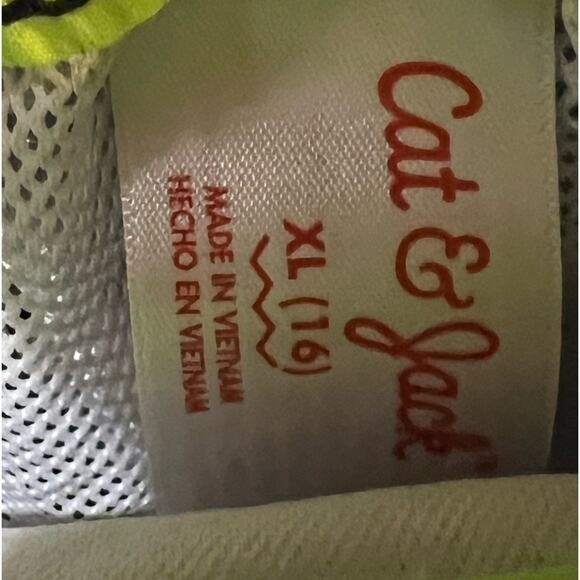 Cat & Jack
XL (16)
MADE IN VIETNAM
HECHO EN VIETNAM